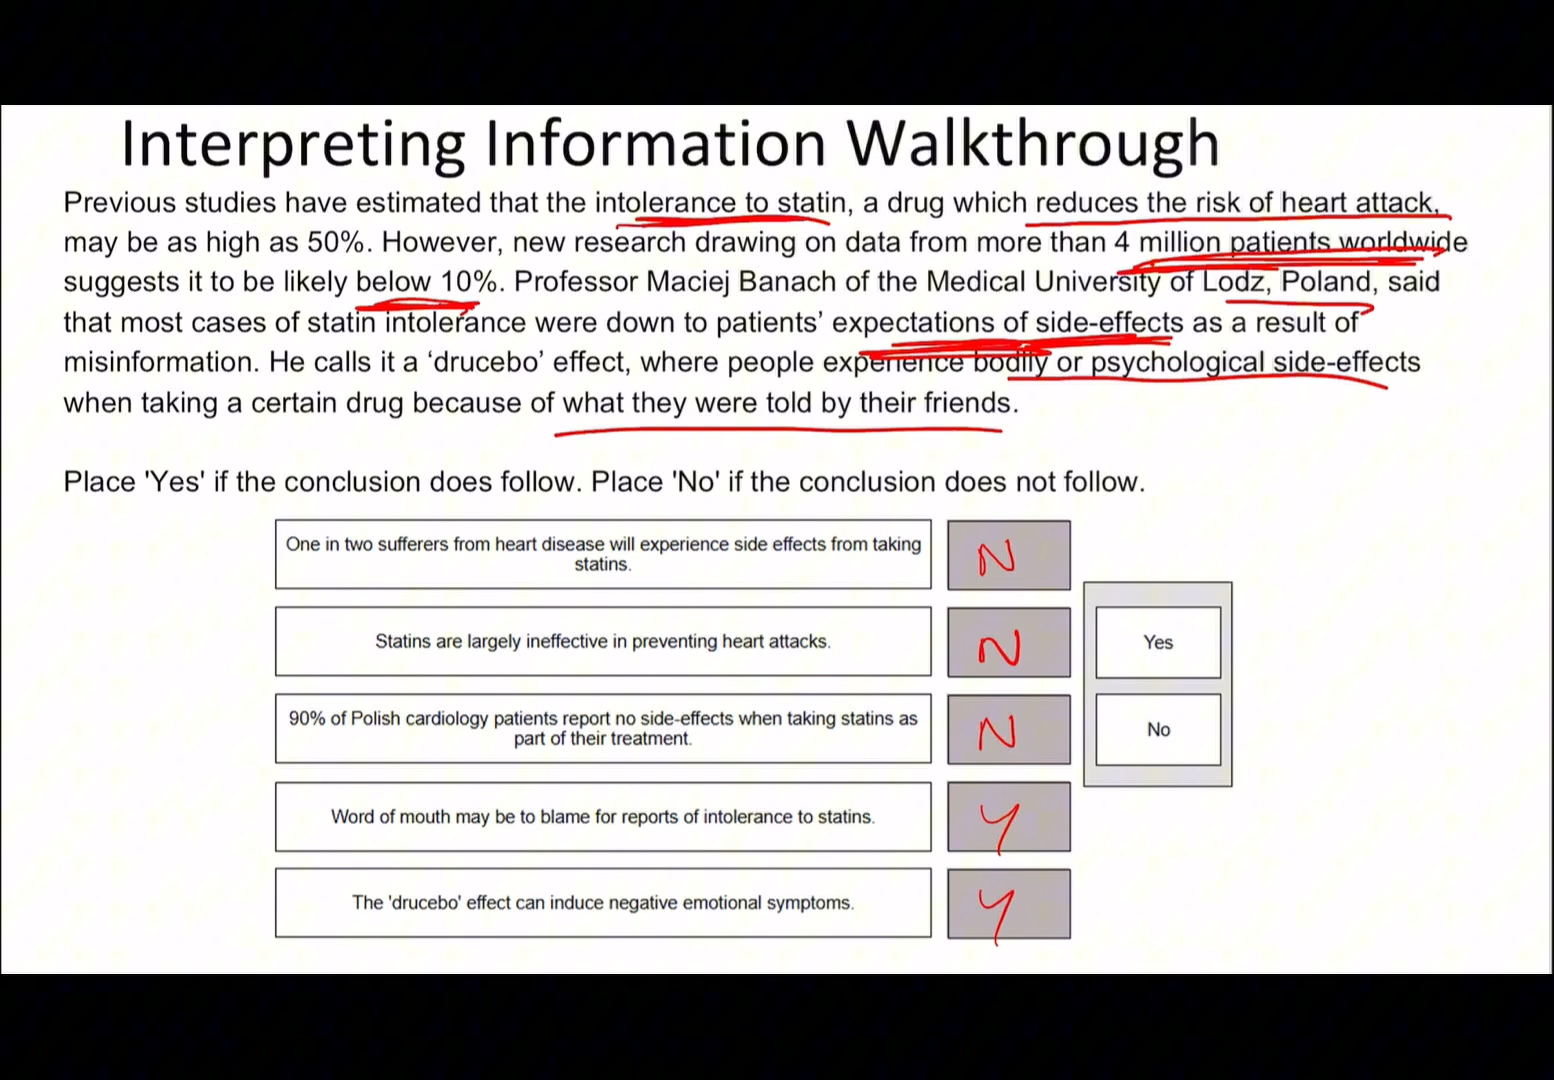 Interpreting Information Walkthrough
Previous studies have estimated that the intolerance to statin, a drug which reduces the risk of heart attack,
may be as high as 50%. However, new research drawing on data from more than 4 million patients worldwide
suggests it to be likely below 10%. Professor Maciej Banach of the Medical University of Lodz, Poland, said
that most cases of statin intolerance were down to patients’ expectations of side-effects as a result of
misinformation. He calls it a ‘drucebo’ effect, where people experience bodily or psychological side-effects
when taking a certain drug because of what they were told by their friends.
Place 'Yes' if the conclusion does follow. Place 'No' if the conclusion does not follow.
One in two sufferers from heart disease will experience side effects from taking
statins.
N
Statins are largely ineffective in preventing heart attacks.
N
Yes
90% of Polish cardiology patients report no side-effects when taking statins as
part of their treatment.
N
No
Word of mouth may be to blame for reports of intolerance to statins.
Y
The 'drucebo' effect can induce negative emotional symptoms.
Y